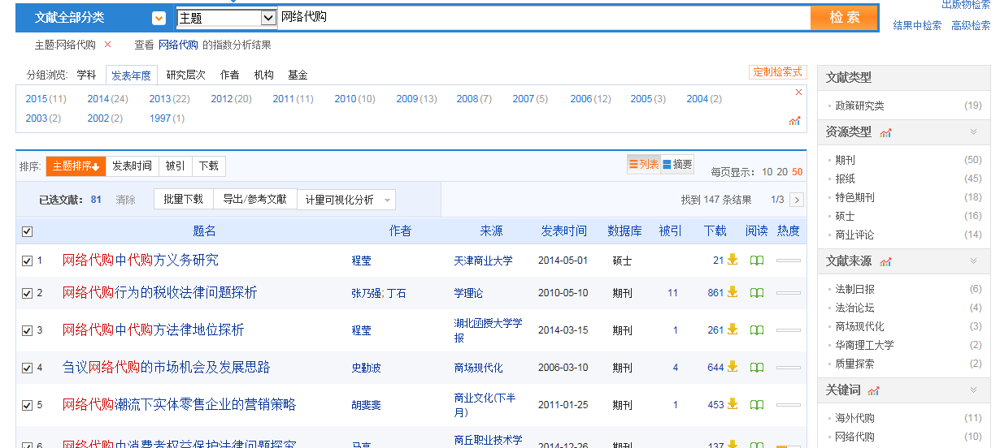 出版物检索
文献全部分类 主题 网络代购 检索
结果中检索 高级检索
主题:网络代购 × 查看 网络代购 的指数分析结果
分组浏览: 学科 发表年度 研究层次 作者 机构 基金 定制检索式
2015(11) 2014(24) 2013(22) 2012(20) 2011(11) 2010(10) 2009(13) 2008(7) 2007(5) 2006(12) 2005(3) 2004(2)
2003(2) 2002(2) 1997(1)
排序: 主题排序 发表时间 被引 下载 列表 摘要 每页显示: 10 20 50
已选文献: 81 清除 批量下载 导出/参考文献 计量可视化分析 找到 147 条结果 1/3 >
题名 作者 来源 发表时间 数据库 被引 下载 阅读 热度
1 网络代购中代购方义务研究 程莹 天津商业大学 2014-05-01 硕士 21
2 网络代购行为的税收法律问题探析 张乃强; 丁石 学理论 2010-05-10 期刊 11 861
3 网络代购中代购方法律地位探析 程莹 湖北函授大学学报 2014-03-15 期刊 1 261
4 刍议网络代购的市场机会及发展思路 史勤波 商场现代化 2006-03-10 期刊 4 644
5 网络代购潮流下实体零售企业的营销策略 胡斐斐 商业文化(下半月) 2011-01-25 期刊 1 453
6 网络代购中消费者权益保护法律问题探究 马亮 商丘职业技术学 2014-12-26 期刊 137
文献类型
政策研究类 (19)
资源类型
期刊 (50)
报纸 (45)
特色期刊 (18)
硕士 (16)
商业评论 (14)
文献来源
法制日报 (6)
法治论坛 (4)
商场现代化 (3)
华南理工大学 (2)
质量探索 (2)
关键词
海外代购 (11)
网络代购 (10)